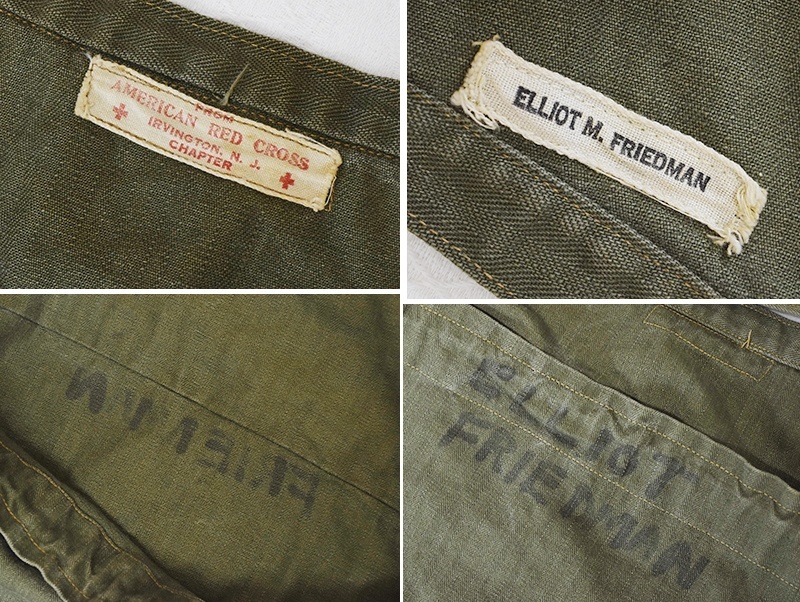 AMERICAN RED CROSS
FROM
IRVINGTON, N. J.
CHAPTER
ELLIOT M. FRIEDMAN
ELLIOT
FRIEDMAN